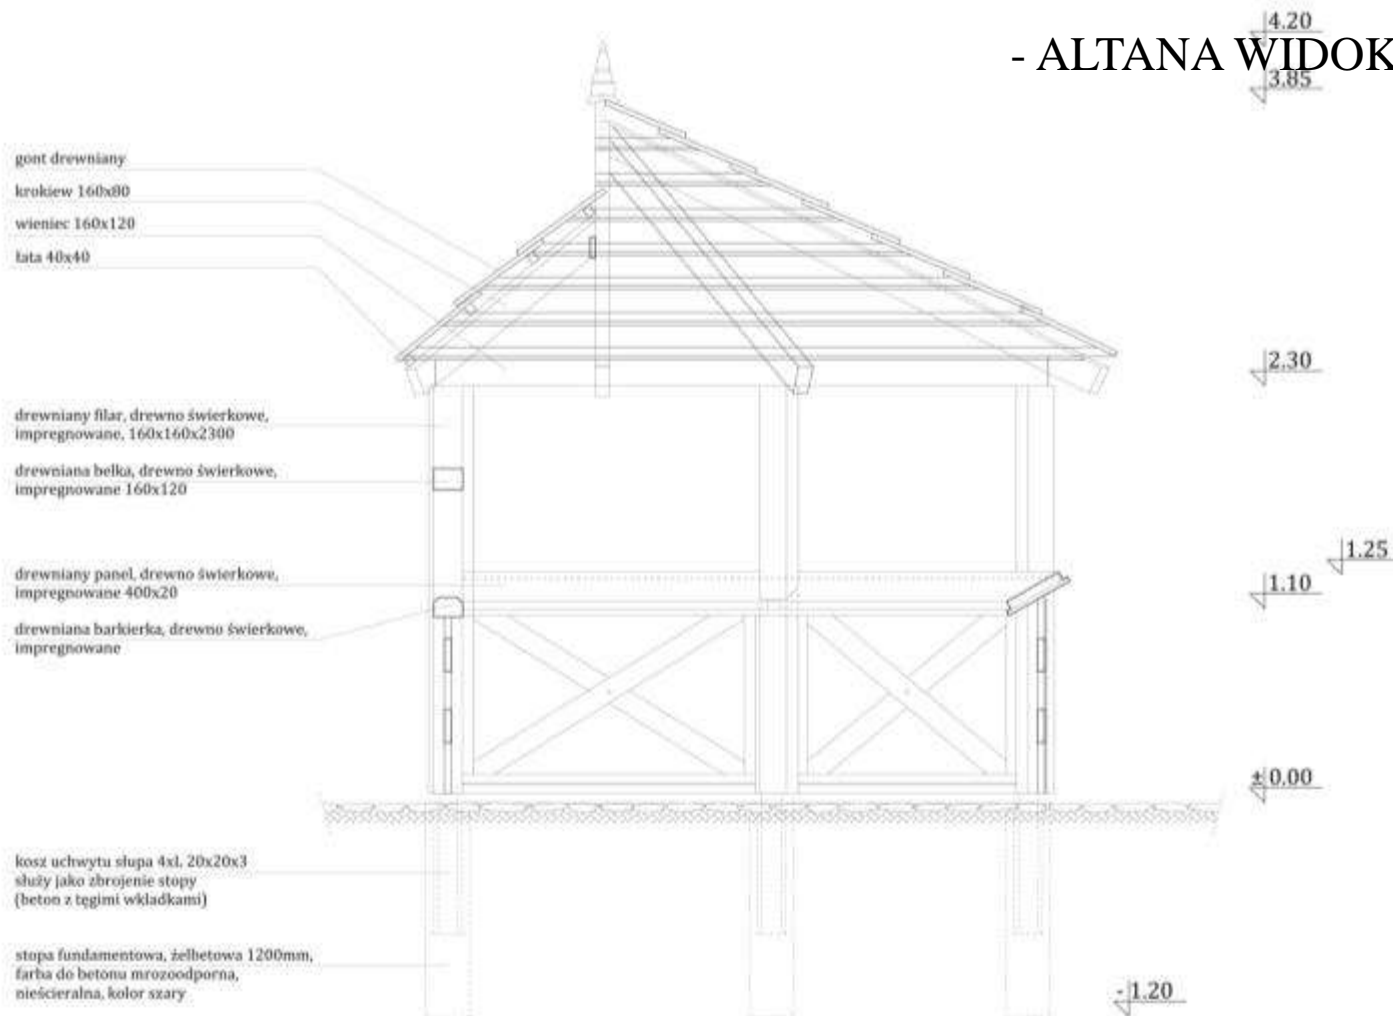 - ALTANA WIDOK
4.20
3.85
gont drewniany
krokiew 160x80
wieniec 160x120
łata 40x40
2.30
drewniany filar, drewno świerkowe,
impregnowane, 160x160x2300
drewniana belka, drewno świerkowe,
impregnowane 160x120
1.25
drewniany panel, drewno świerkowe,
impregnowane 400x20
1.10
drewniana barkierka, drewno świerkowe,
impregnowane
±0.00
kosz uchwytu słupa 4xL 20x20x3
służy jako zbrojenie stopy
(beton z tęgimi wkładkami)
stopa fundamentowa, żelbetowa 1200mm,
farba do betonu mrozoodporna,
nieścieralna, kolor szary
-1.20